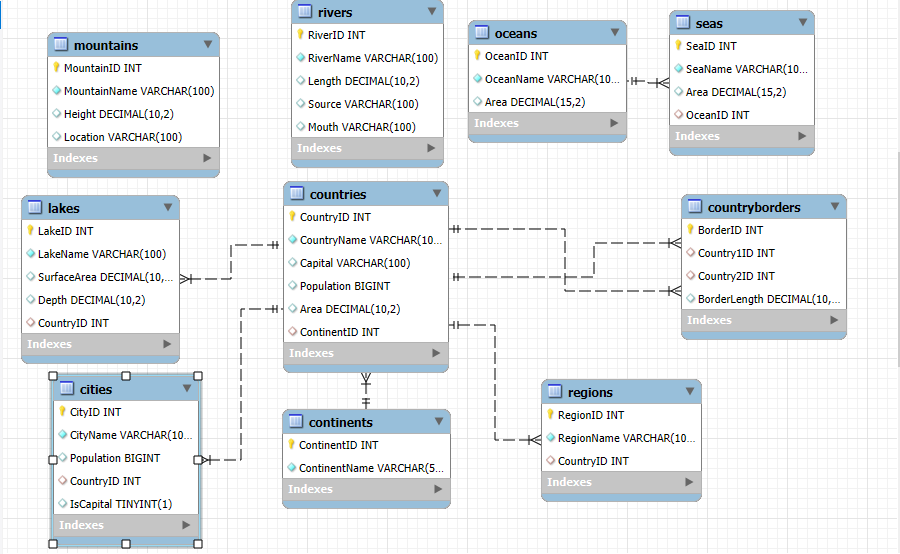 mountains
MountainID INT
MountainName VARCHAR(100)
Height DECIMAL(10,2)
Location VARCHAR(100)
Indexes
rivers
RiverID INT
RiverName VARCHAR(100)
Length DECIMAL(10,2)
Source VARCHAR(100)
Mouth VARCHAR(100)
Indexes
oceans
OceanID INT
OceanName VARCHAR(10...
Area DECIMAL(15,2)
Indexes
seas
SeaID INT
SeaName VARCHAR(10...
Area DECIMAL(15,2)
OceanID INT
Indexes
lakes
LakeID INT
LakeName VARCHAR(100)
SurfaceArea DECIMAL(10,...
Depth DECIMAL(10,2)
CountryID INT
Indexes
countries
CountryID INT
CountryName VARCHAR(10...
Capital VARCHAR(100)
Population BIGINT
Area DECIMAL(10,2)
ContinentID INT
Indexes
countryborders
BorderID INT
Country1ID INT
Country2ID INT
BorderLength DECIMAL(10,...
Indexes
cities
CityID INT
CityName VARCHAR(10...
Population BIGINT
CountryID INT
IsCapital TINYINT(1)
Indexes
continents
ContinentID INT
ContinentName VARCHAR(5...
Indexes
regions
RegionID INT
RegionName VARCHAR(10...
CountryID INT
Indexes